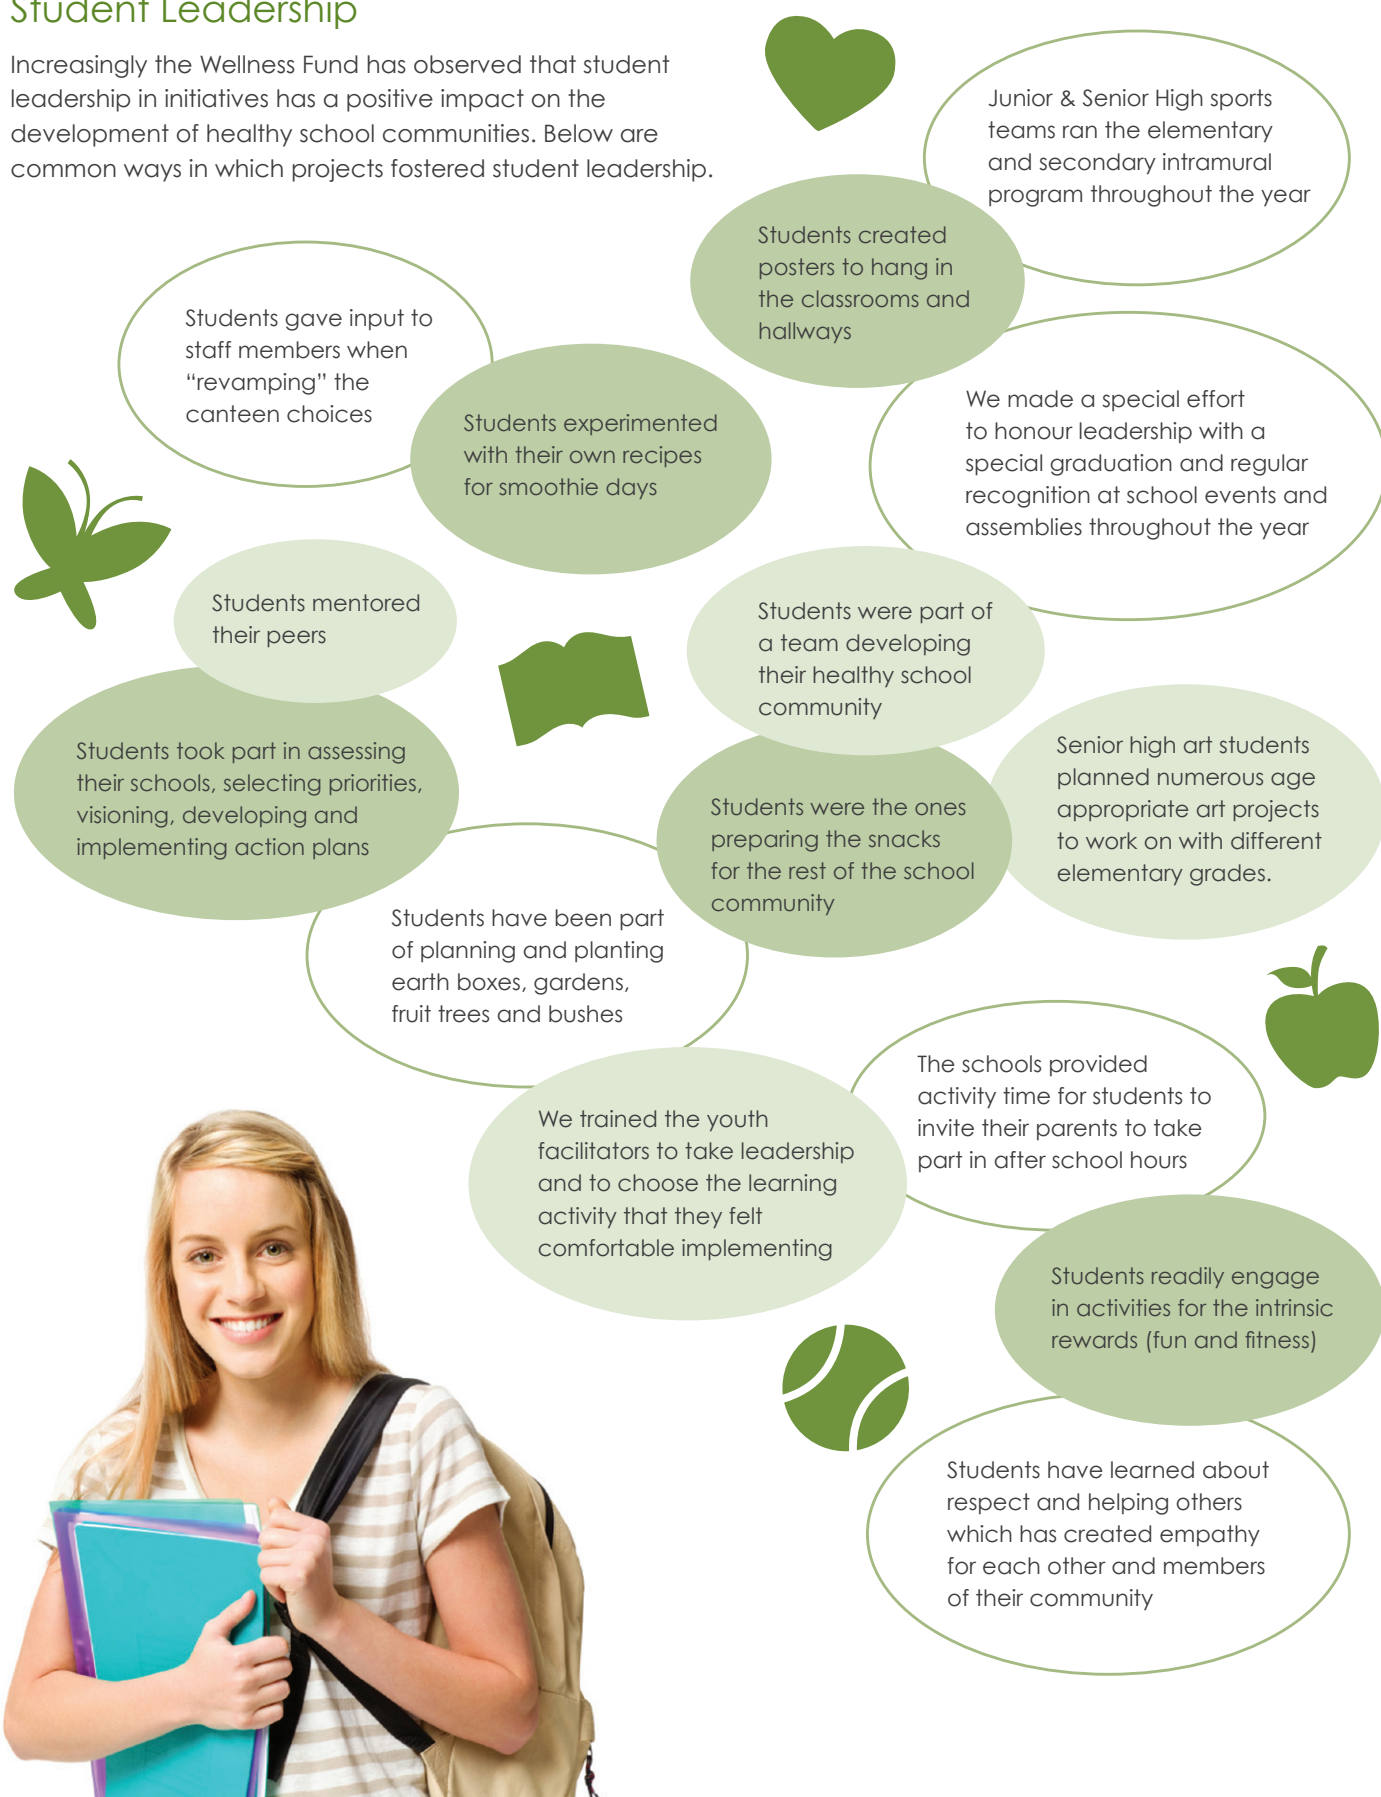 Student Leadership
Increasingly the Wellness Fund has observed that student
leadership in initiatives has a positive impact on the
development of healthy school communities. Below are
common ways in which projects fostered student leadership.
Junior & Senior High sports
teams ran the elementary
and secondary intramural
program throughout the year
Students created
posters to hang in
the classrooms and
hallways
Students gave input to
staff members when
“revamping” the
canteen choices
Students experimented
with their own recipes
for smoothie days
We made a special effort
to honour leadership with a
special graduation and regular
recognition at school events and
assemblies throughout the year
Students mentored
their peers
Students were part of
a team developing
their healthy school
community
Students took part in assessing
their schools, selecting priorities,
visioning, developing and
implementing action plans
Students were the ones
preparing the snacks
for the rest of the school
community
Senior high art students
planned numerous age
appropriate art projects
to work on with different
elementary grades.
Students have been part
of planning and planting
earth boxes, gardens,
fruit trees and bushes
The schools provided
activity time for students to
invite their parents to take
part in after school hours
We trained the youth
facilitators to take leadership
and to choose the learning
activity that they felt
comfortable implementing
Students readily engage
in activities for the intrinsic
rewards (fun and fitness)
Students have learned about
respect and helping others
which has created empathy
for each other and members
of their community